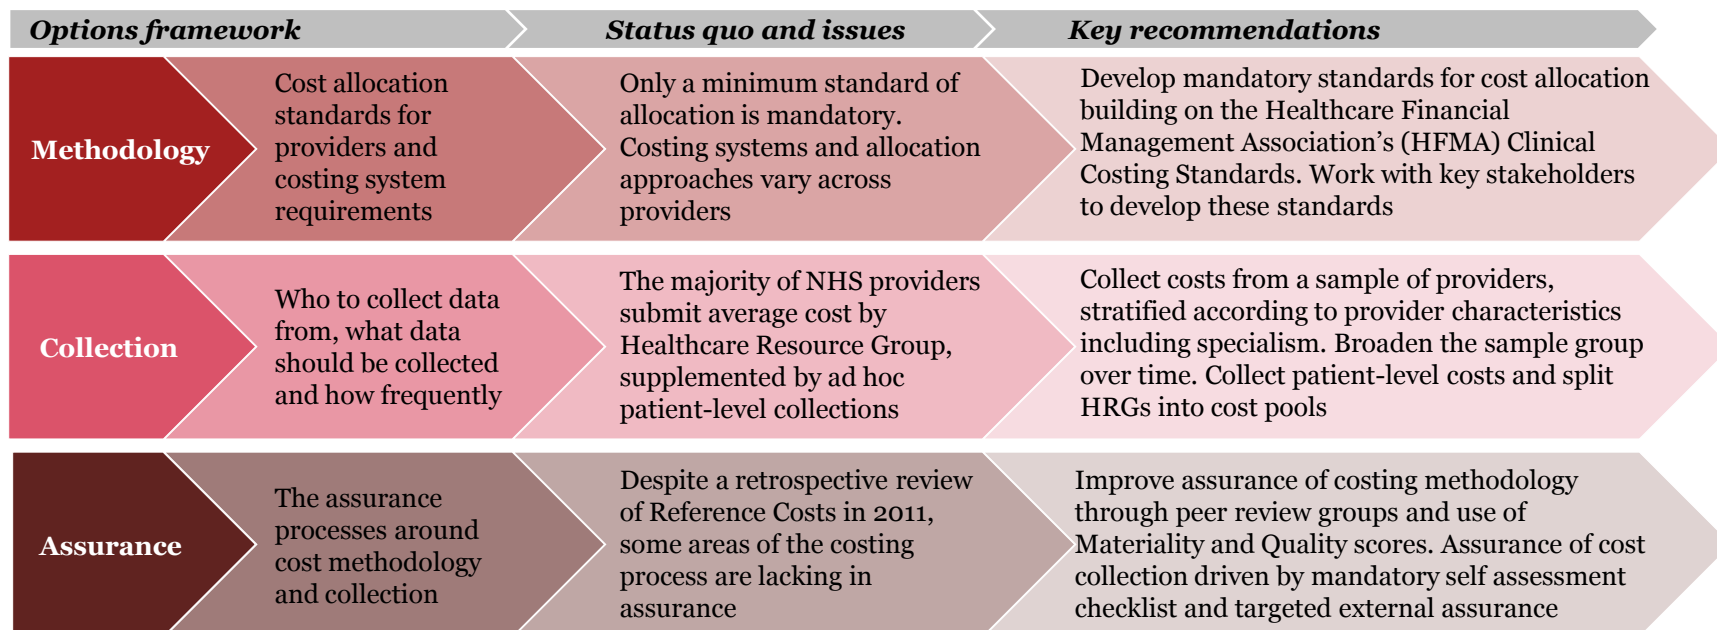 Options framework
Status quo and issues
Key recommendations
Methodology
Cost allocation
standards for
providers and
costing system
requirements
Only a minimum standard of
allocation is mandatory.
Costing systems and allocation
approaches vary across
providers
Develop mandatory standards for cost allocation
building on the Healthcare Financial
Management Association’s (HFMA) Clinical
Costing Standards. Work with key stakeholders
to develop these standards
Collection
Who to collect data
from, what data
should be collected
and how frequently
The majority of NHS providers
submit average cost by
Healthcare Resource Group,
supplemented by ad hoc
patient-level collections
Collect costs from a sample of providers,
stratified according to provider characteristics
including specialism. Broaden the sample group
over time. Collect patient-level costs and split
HRGs into cost pools
Assurance
The assurance
processes around
cost methodology
and collection
Despite a retrospective review
of Reference Costs in 2011,
some areas of the costing
process are lacking in
assurance
Improve assurance of costing methodology
through peer review groups and use of
Materiality and Quality scores. Assurance of cost
collection driven by mandatory self assessment
checklist and targeted external assurance